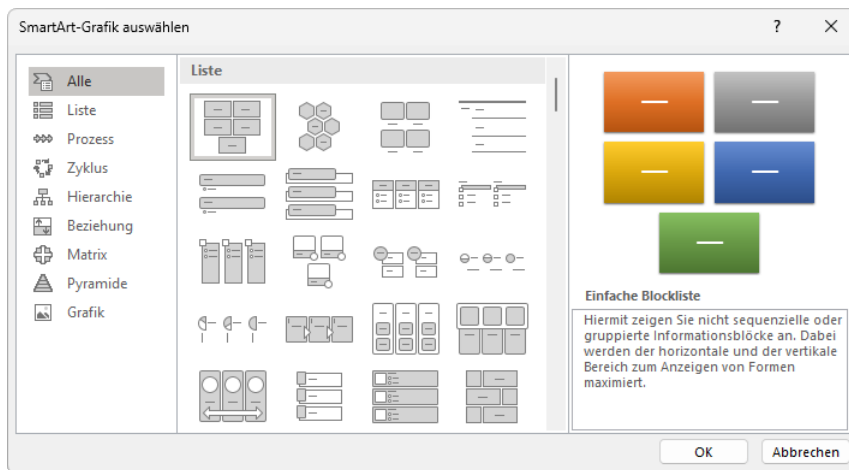 SmartArt-Grafik auswählen
?
Alle
Liste
Prozess
Zyklus
Hierarchie
Beziehung
Matrix
Pyramide
Grafik
Liste
Einfache Blockliste
Hiermit zeigen Sie nicht sequenzielle oder
gruppierte Informationsblöcke an. Dabei
werden der horizontale und der vertikale
Bereich zum Anzeigen von Formen
maximiert.
OK
Abbrechen